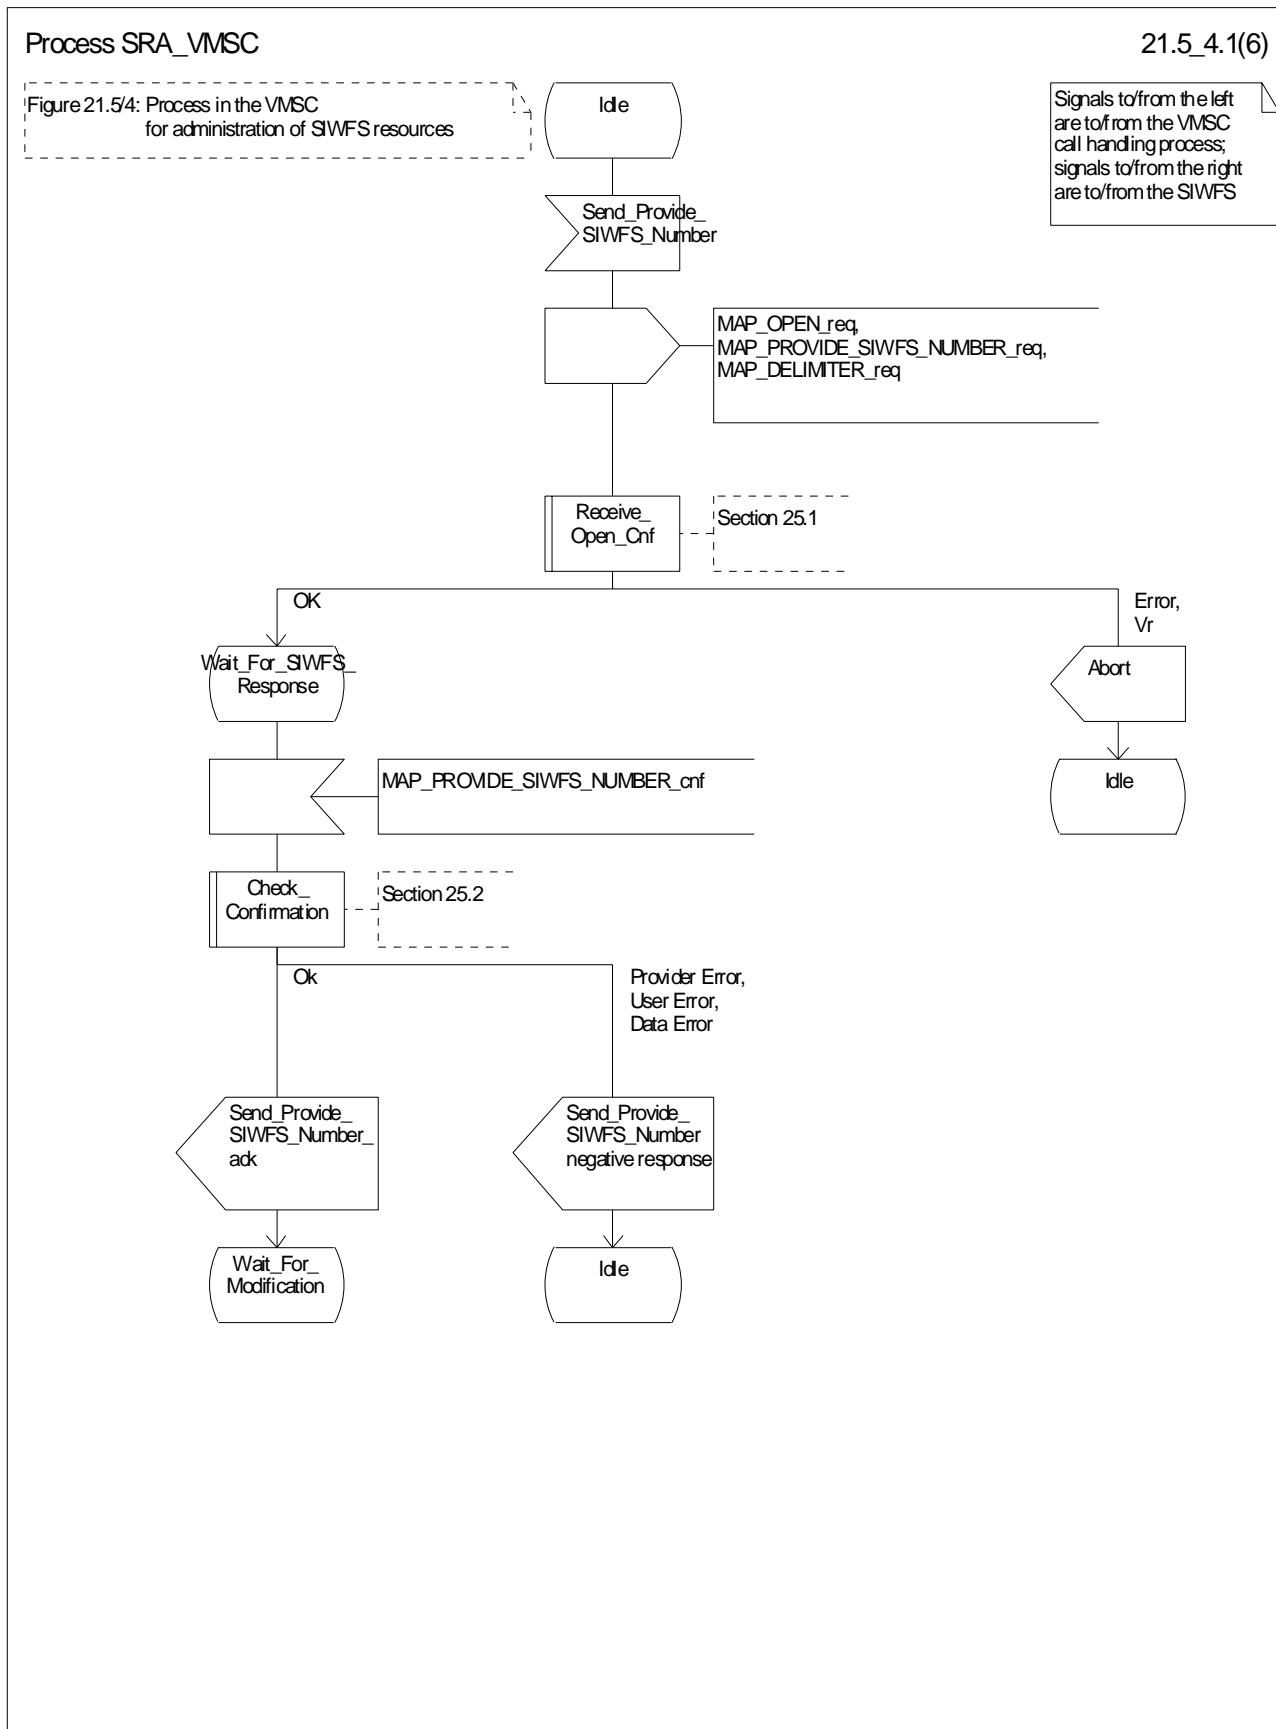 Process SRA_VMSC
21.5_4.1(6)
Figure 21.5/4: Process in the VMSC
for administration of SIWFS resources
Idle
Signals to/from the left
are to/from the VMSC
call handling process;
signals to/from the right
are to/from the SIWFS
Send_Provide_
SIWFS_Number
MAP_OPEN_req,
MAP_PROVIDE_SIWFS_NUMBER_req,
MAP_DELIMITER_req
Receive_
Open_Cnf
Section 25.1
OK
Error,
Vr
Wait_For_SIWFS_
Response
Abort
MAP_PROVIDE_SIWFS_NUMBER_cnf
Idle
Check_
Confirmation
Section 25.2
Ok
Provider Error,
User Error,
Data Error
Send_Provide_
SIWFS_Number_
ack
Send_Provide_
SIWFS_Number
negative response
Wait_For_
Modification
Idle